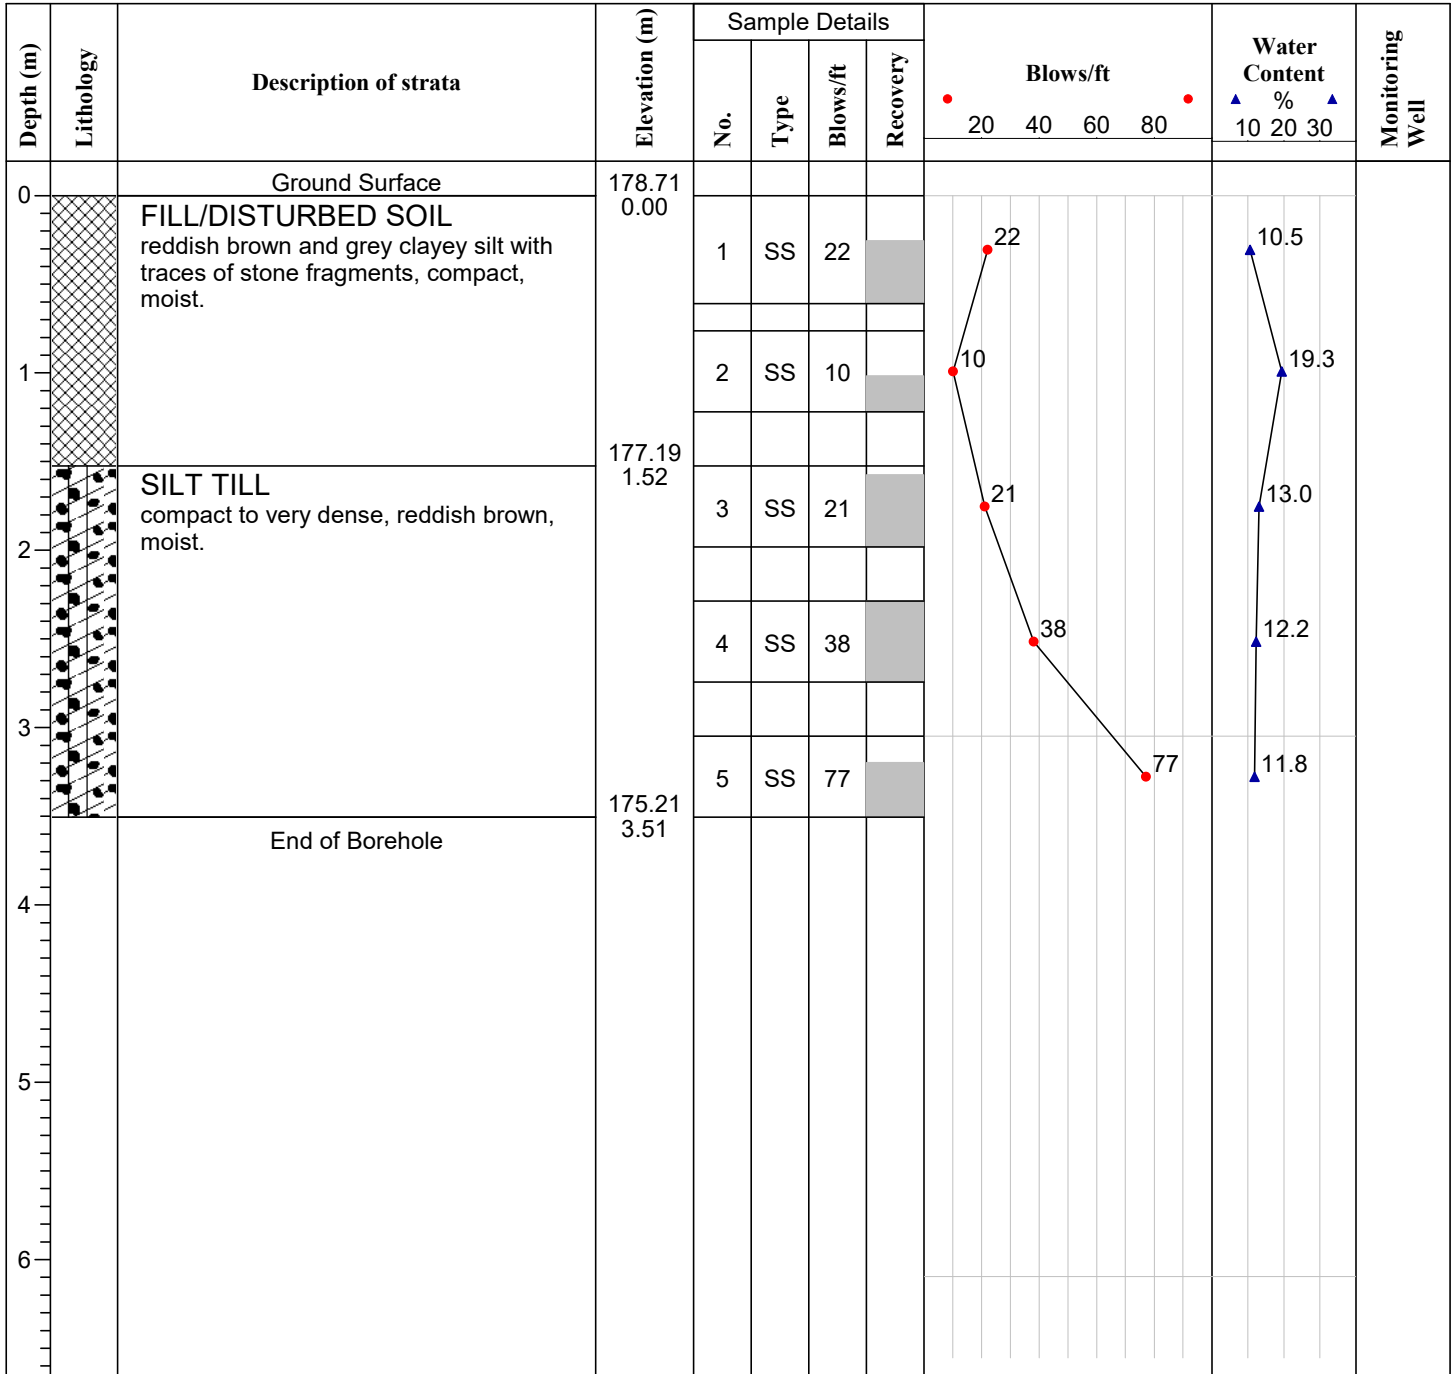 Depth (m)
Lithology
Description of strata
Elevation (m)
Sample Details
No.
Type
Blows/ft
Recovery
Blows/ft
20 40 60 80
Water
Content
%
10 20 30
Monitoring
Well
Ground Surface
178.71
0.00
0
FILL/DISTURBED SOIL
reddish brown and grey clayey silt with
traces of stone fragments, compact,
moist.
1 SS 22
22
10.5
1
2 SS 10
10
19.3
177.19
1.52
SILT TILL
compact to very dense, reddish brown,
moist.
3 SS 21
21
13.0
2
4 SS 38
38
12.2
3
5 SS 77
77
11.8
175.21
3.51
End of Borehole
4
5
6